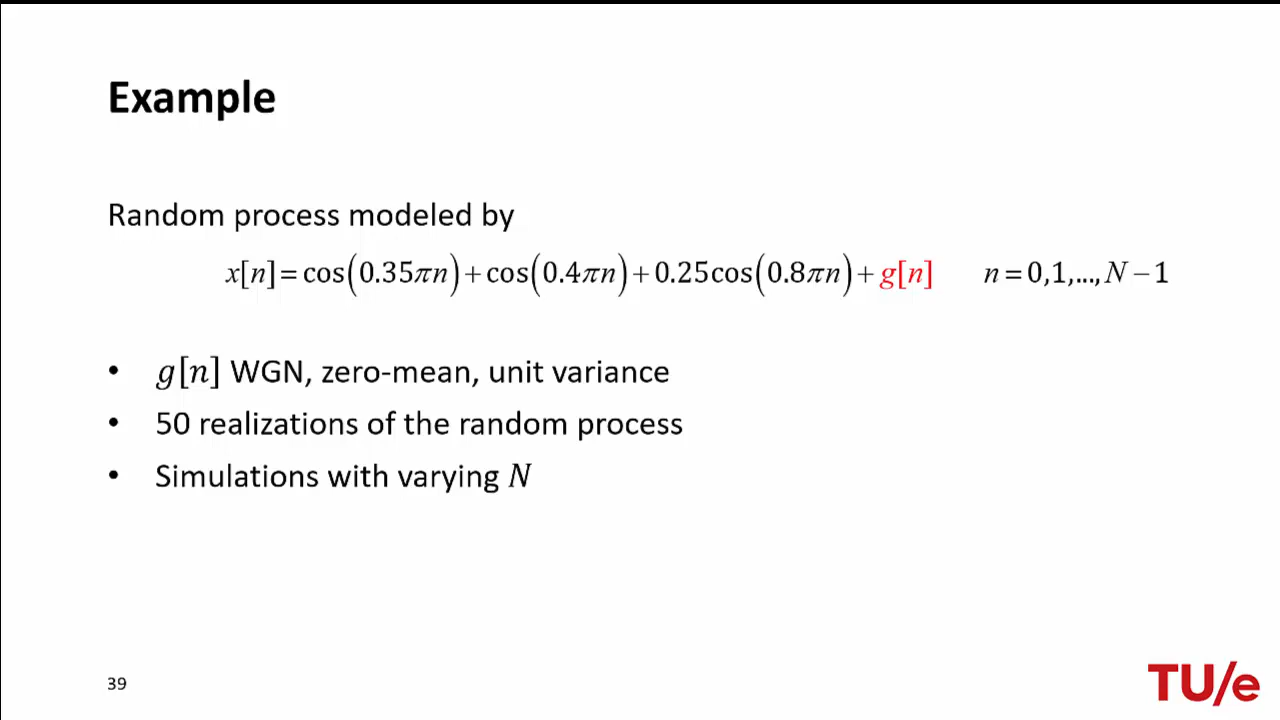 Example
Random process modeled by
x[n]=cos(0.35πn)+cos(0.4πn)+0.25cos(0.8πn)+g[n] n=0,1,...,N−1
• g[n] WGN, zero-mean, unit variance
• 50 realizations of the random process
• Simulations with varying N
39
TU/e